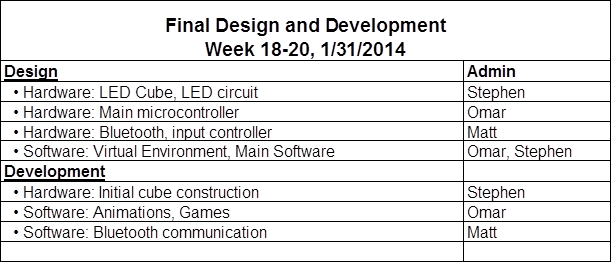 Final Design and Development
Week 18-20, 1/31/2014
Design Admin
• Hardware: LED Cube, LED circuit Stephen
• Hardware: Main microcontroller Omar
• Hardware: Bluetooth, input controller Matt
• Software: Virtual Environment, Main Software Omar, Stephen
Development
• Hardware: Initial cube construction Stephen
• Software: Animations, Games Omar
• Software: Bluetooth communication Matt